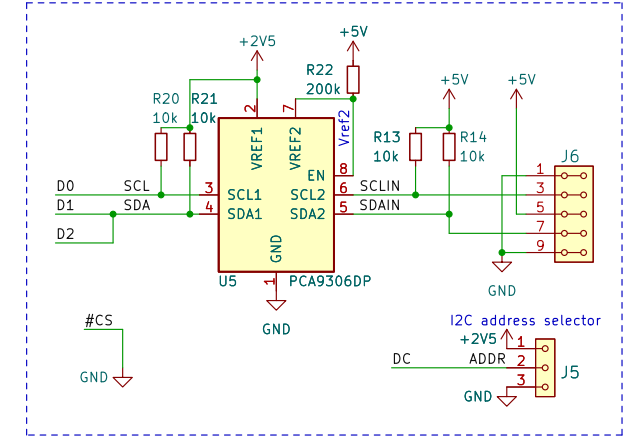 +5V
+2V5
R22
200k
+5V
+5V
R20
10k
R21
10k
2
7
VREF1
VREF2
Vref2
EN
8
R13
10k
R14
10k
J6
D0
SCL
3
SCL1
SCL2
6
SCLIN
D1
SDA
4
SDA1
SDA2
5
SDAIN
D2
1
3
5
7
9
GND
1
U5
PCA9306DP
GND
GND
#CS
GND
I2C address selector
+2V5
1
DC
ADDR
2
3
J5
GND